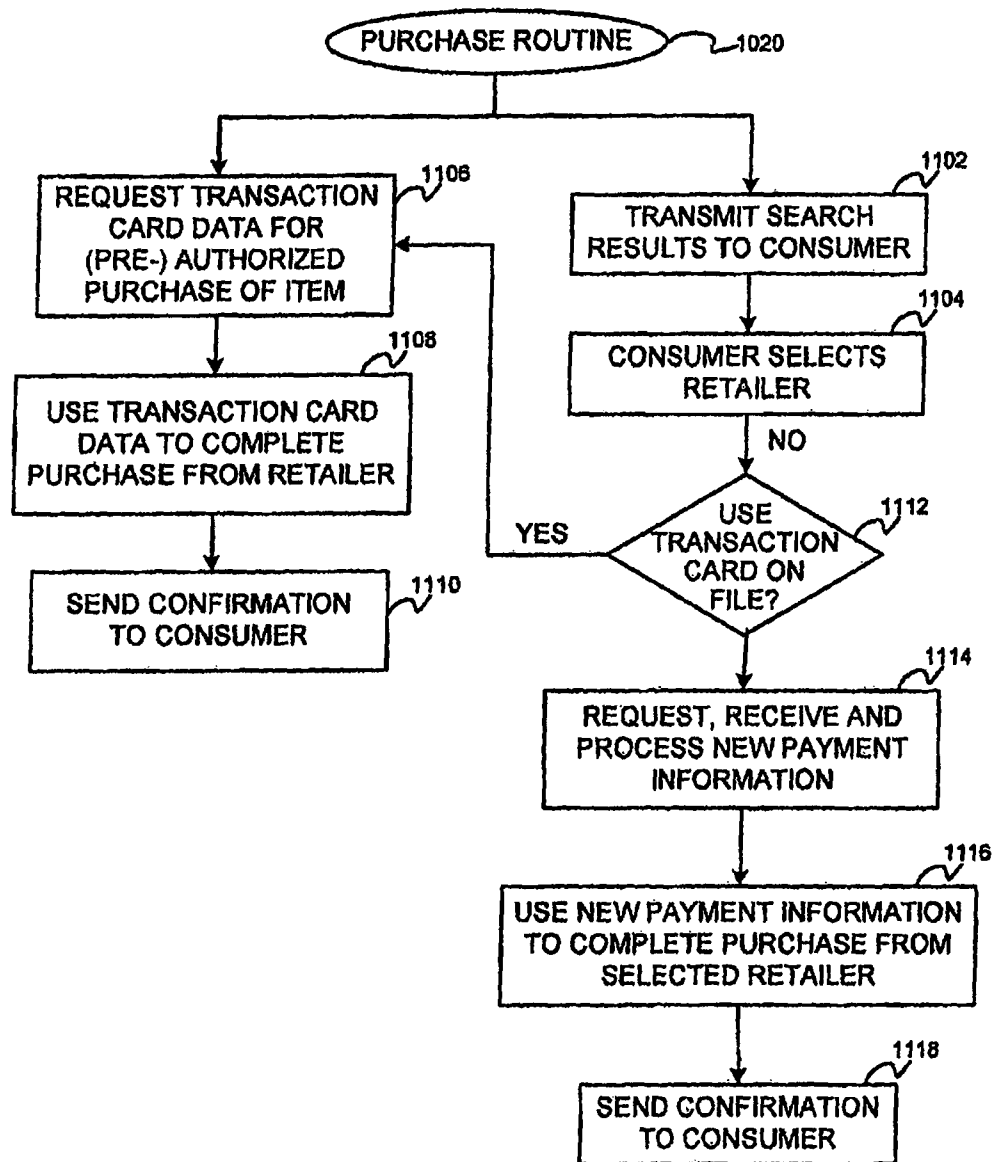 PURCHASE ROUTINE
1020
1106
REQUEST TRANSACTION
CARD DATA FOR
(PRE-) AUTHORIZED
PURCHASE OF ITEM
1108
USE TRANSACTION CARD
DATA TO COMPLETE
PURCHASE FROM RETAILER
1110
SEND CONFIRMATION
TO CONSUMER
1102
TRANSMIT SEARCH
RESULTS TO CONSUMER
1104
CONSUMER SELECTS
RETAILER
NO
YES
1112
USE
TRANSACTION
CARD ON
FILE?
1114
REQUEST, RECEIVE AND
PROCESS NEW PAYMENT
INFORMATION
1116
USE NEW PAYMENT INFORMATION
TO COMPLETE PURCHASE FROM
SELECTED RETAILER
1118
SEND CONFIRMATION
TO CONSUMER